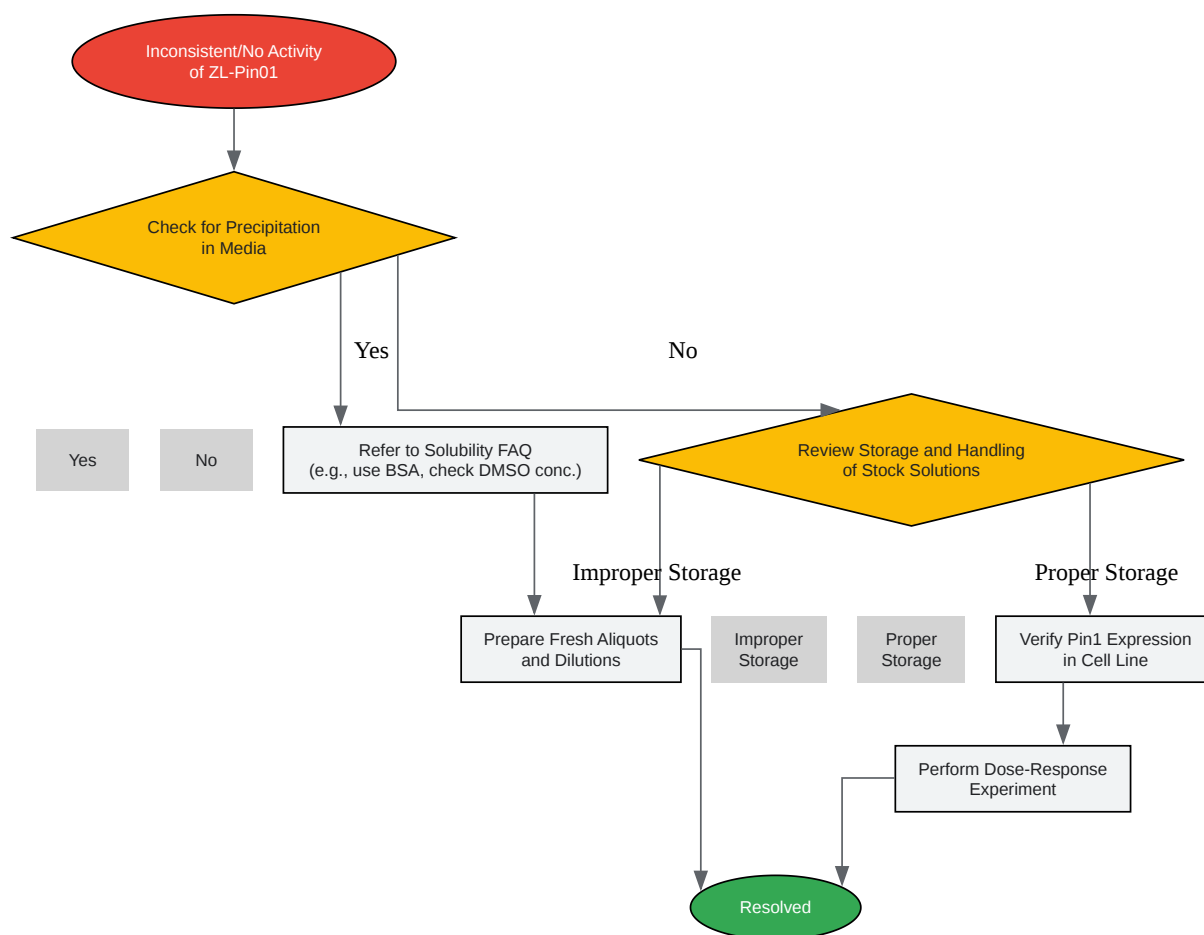 Inconsistent/No Activity
of ZL-Pin01
Check for Precipitation
in Media
Yes
No
Yes
No
Refer to Solubility FAQ
(e.g., use BSA, check DMSO conc.)
Review Storage and Handling
of Stock Solutions
Improper Storage
Proper Storage
Prepare Fresh Aliquots
and Dilutions
Improper
Storage
Proper
Storage
Verify Pin1 Expression
in Cell Line
Perform Dose-Response
Experiment
Resolved